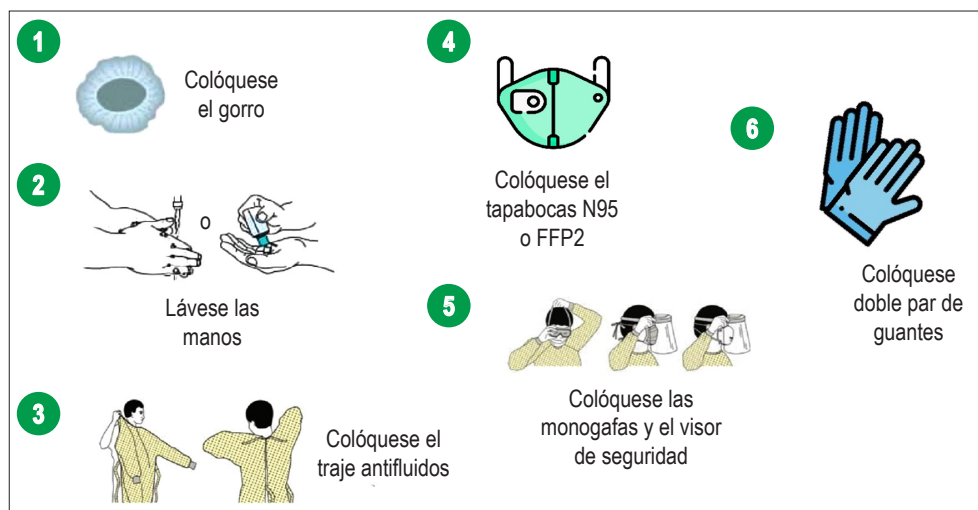 1
Colóquese
el gorro
2
O
Lávese las
manos
3
Colóquese el
traje antifluidos
4
Colóquese el
tapabocas N95
o FFP2
5
Colóquese las
monogafas y el visor
de seguridad
6
Colóquese
doble par de
guantes